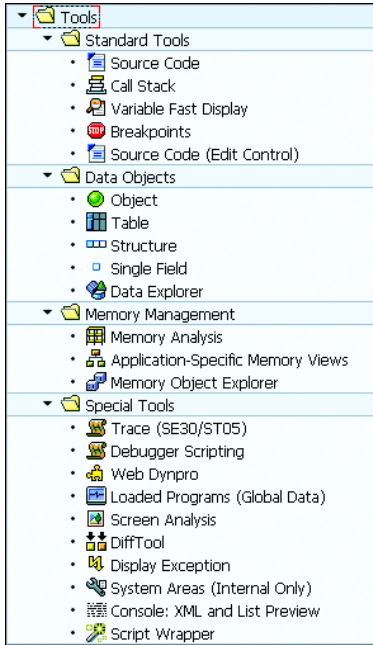 Tools
Standard Tools
Source Code
Call Stack
Variable Fast Display
STOP Breakpoints
Source Code (Edit Control)
Data Objects
Object
Table
Structure
Single Field
Data Explorer
Memory Management
Memory Analysis
Application-Specific Memory Views
Memory Object Explorer
Special Tools
Trace (SE30/ST05)
Debugger Scripting
Web Dynpro
Loaded Programs (Global Data)
Screen Analysis
DiffTool
Display Exception
System Areas (Internal Only)
Console: XML and List Preview
Script Wrapper